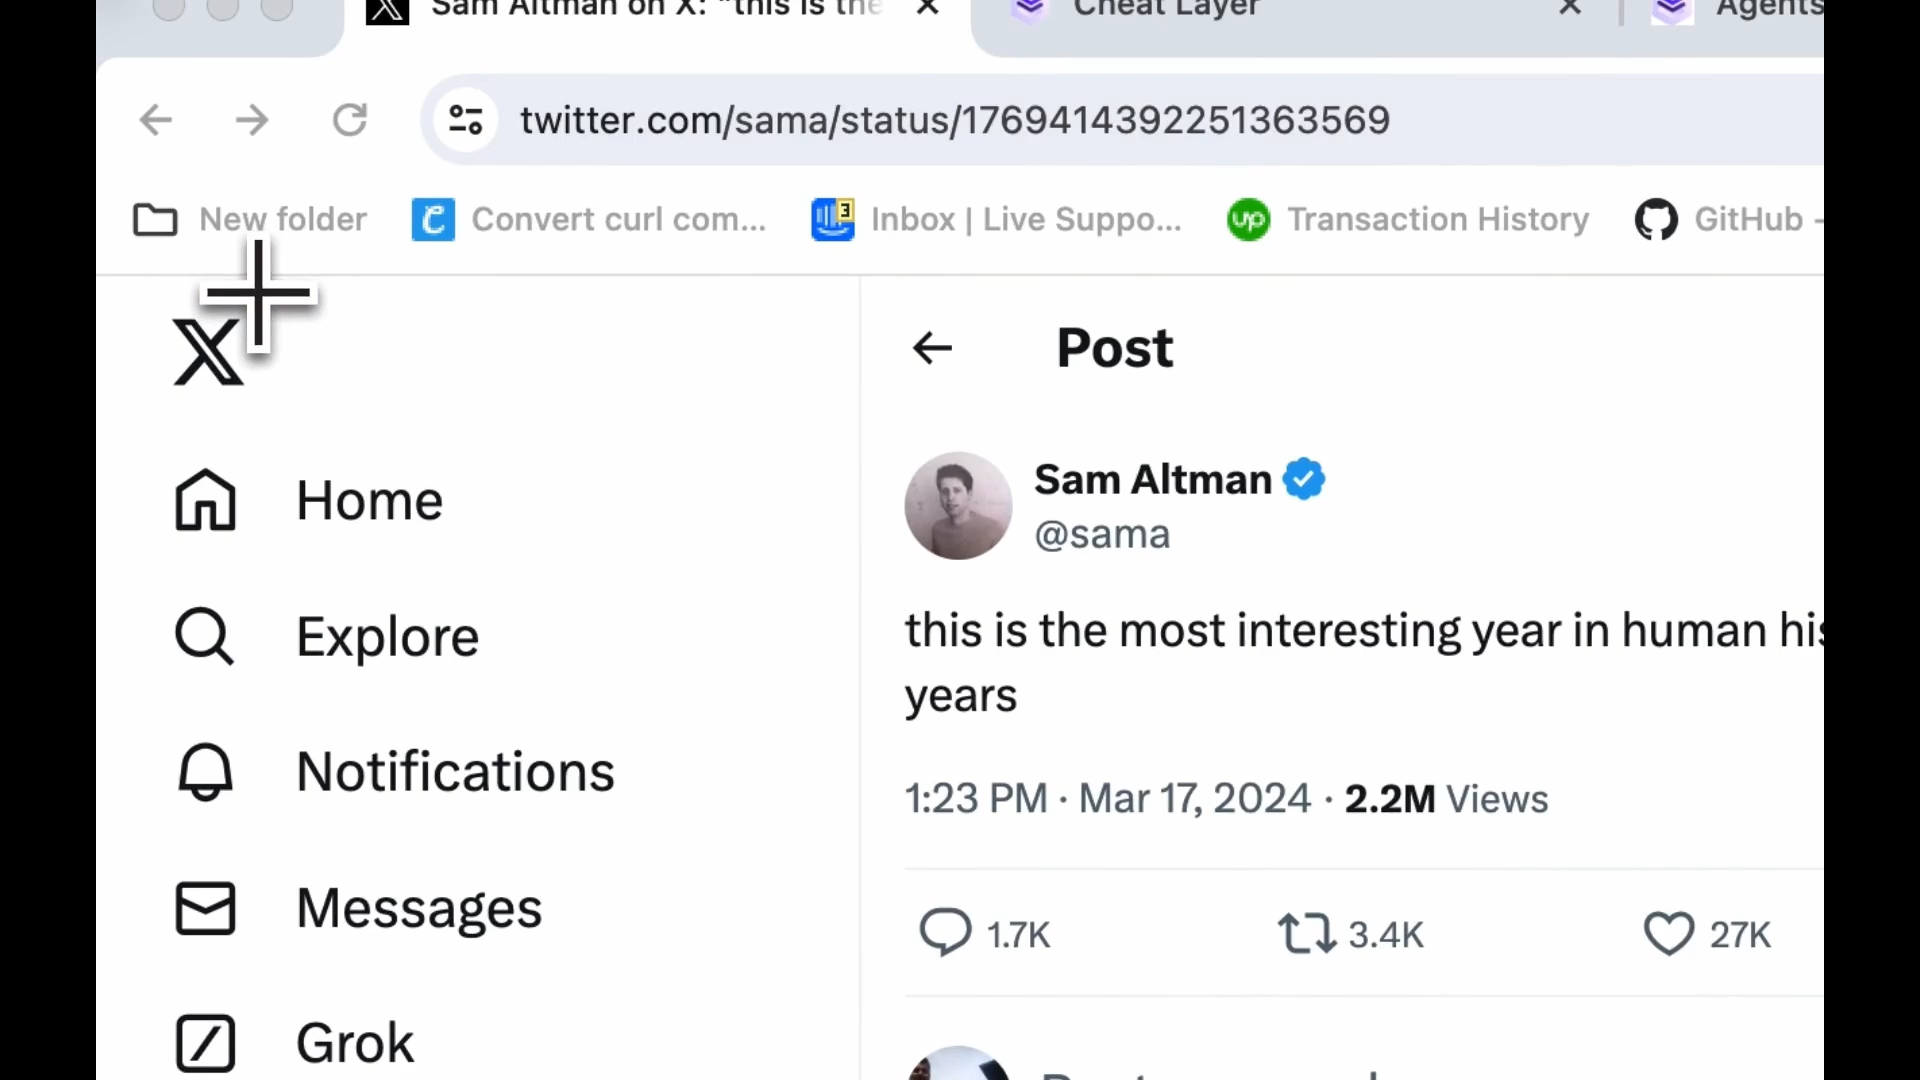 Sam Altman on X: "this is the
Cheat Layer
Agents
twitter.com/sama/status/1769414392251363569
New folder
Convert curl com...
3
Inbox | Live Suppo...
up
Transaction History
GitHub -
Post
Home
Sam Altman
@sama
Explore
this is the most interesting year in human his
years
Notifications
1:23 PM · Mar 17, 2024 · 2.2M Views
Messages
1.7K
3.4K
27K
Grok